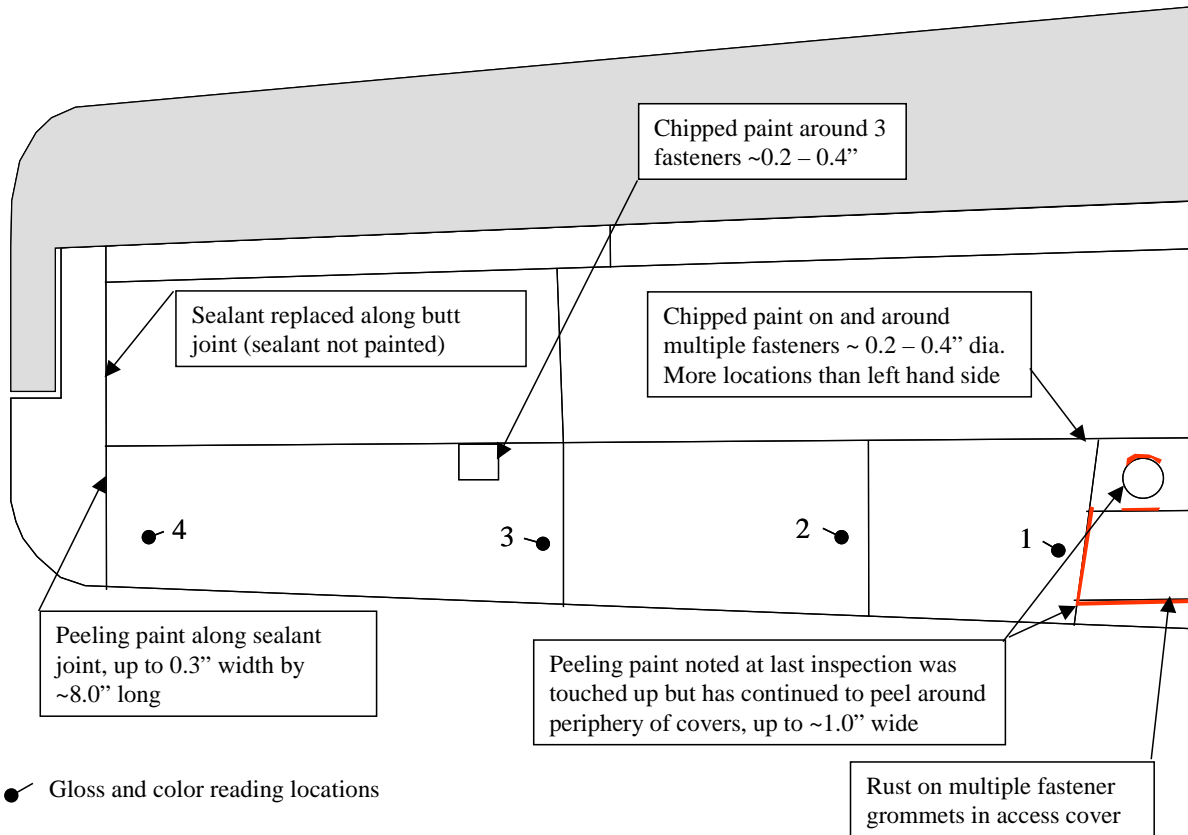 Chipped paint around 3
fasteners ~0.2 – 0.4”
Sealant replaced along butt
joint (sealant not painted)
Chipped paint on and around
multiple fasteners ~ 0.2 – 0.4” dia.
More locations than left hand side
4
3
2
1
Peeling paint along sealant
joint, up to 0.3” width by
~8.0” long
Peeling paint noted at last inspection was
touched up but has continued to peel around
periphery of covers, up to ~1.0” wide
Rust on multiple fastener
grommets in access cover
Gloss and color reading locations